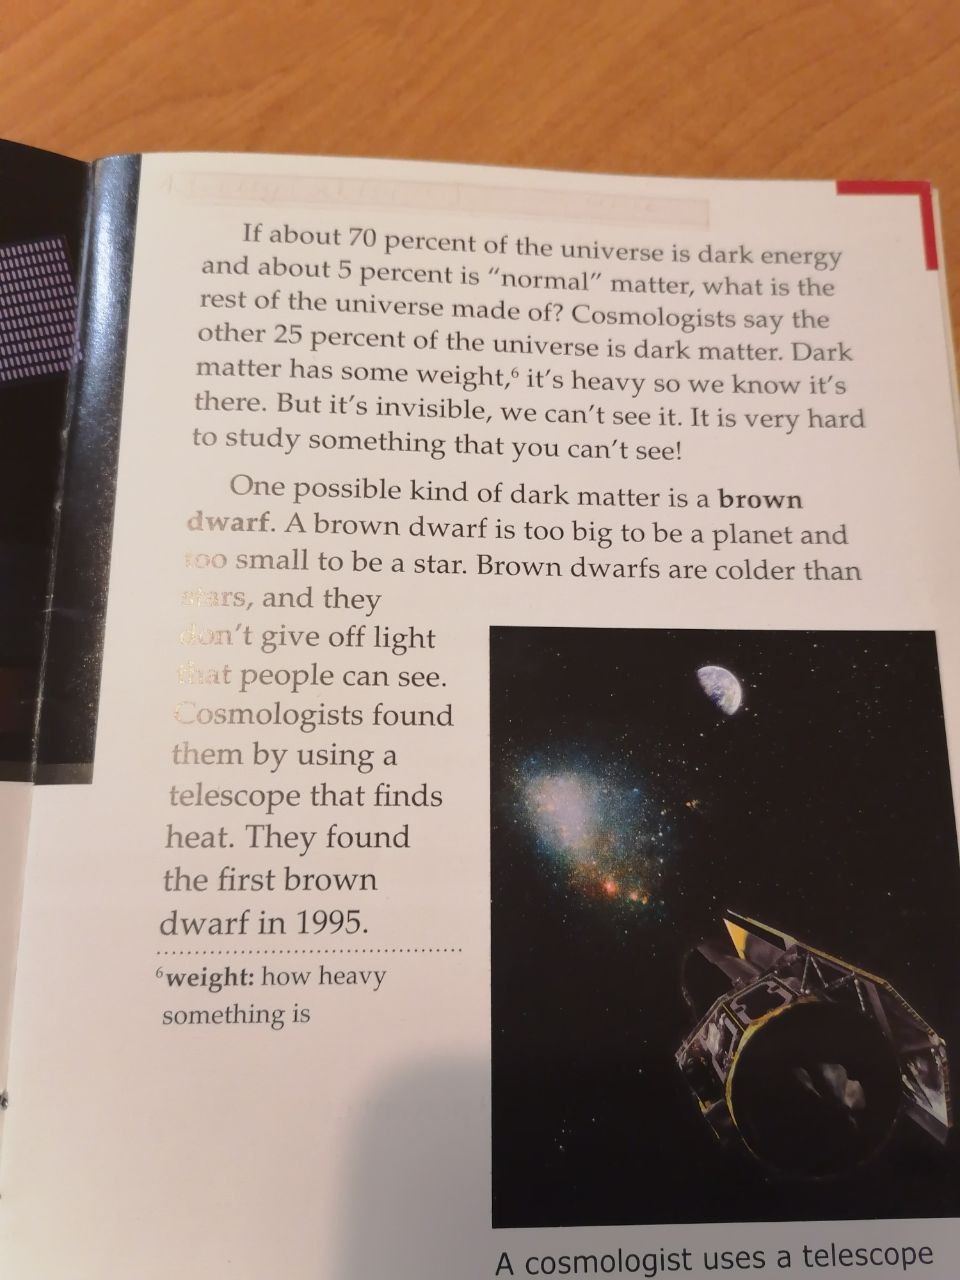 If about 70 percent of the universe is dark energy
and about 5 percent is “normal” matter, what is the
rest of the universe made of? Cosmologists say the
other 25 percent of the universe is dark matter. Dark
matter has some weight,⁶ it’s heavy so we know it’s
there. But it’s invisible, we can’t see it. It is very hard
to study something that you can’t see!
One possible kind of dark matter is a brown
dwarf. A brown dwarf is too big to be a planet and
too small to be a star. Brown dwarfs are colder than
stars, and they
don’t give off light
that people can see.
Cosmologists found
them by using a
telescope that finds
heat. They found
the first brown
dwarf in 1995.
⁶weight: how heavy
something is
A cosmologist uses a telescope